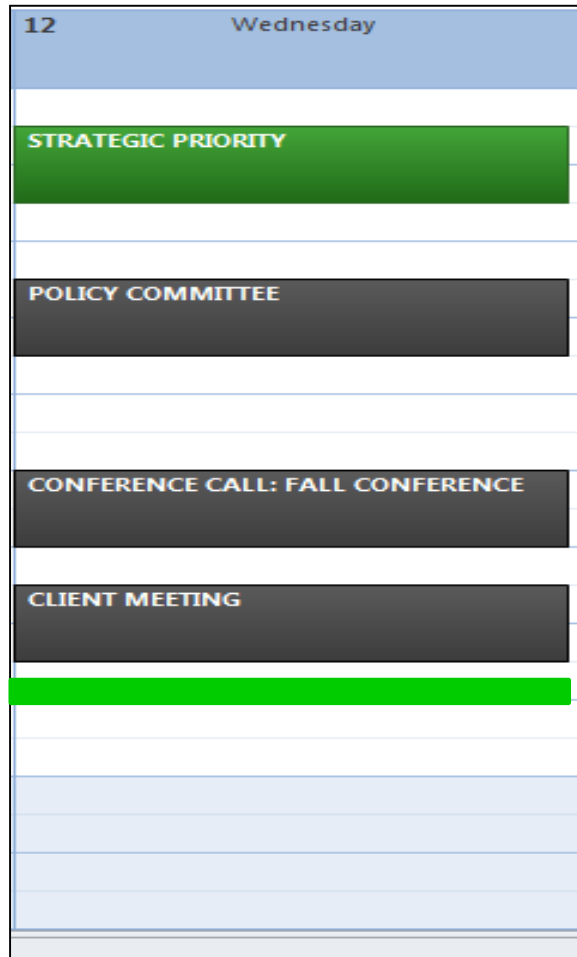 12 Wednesday
STRATEGIC PRIORITY
POLICY COMMITTEE
CONFERENCE CALL: FALL CONFERENCE
CLIENT MEETING